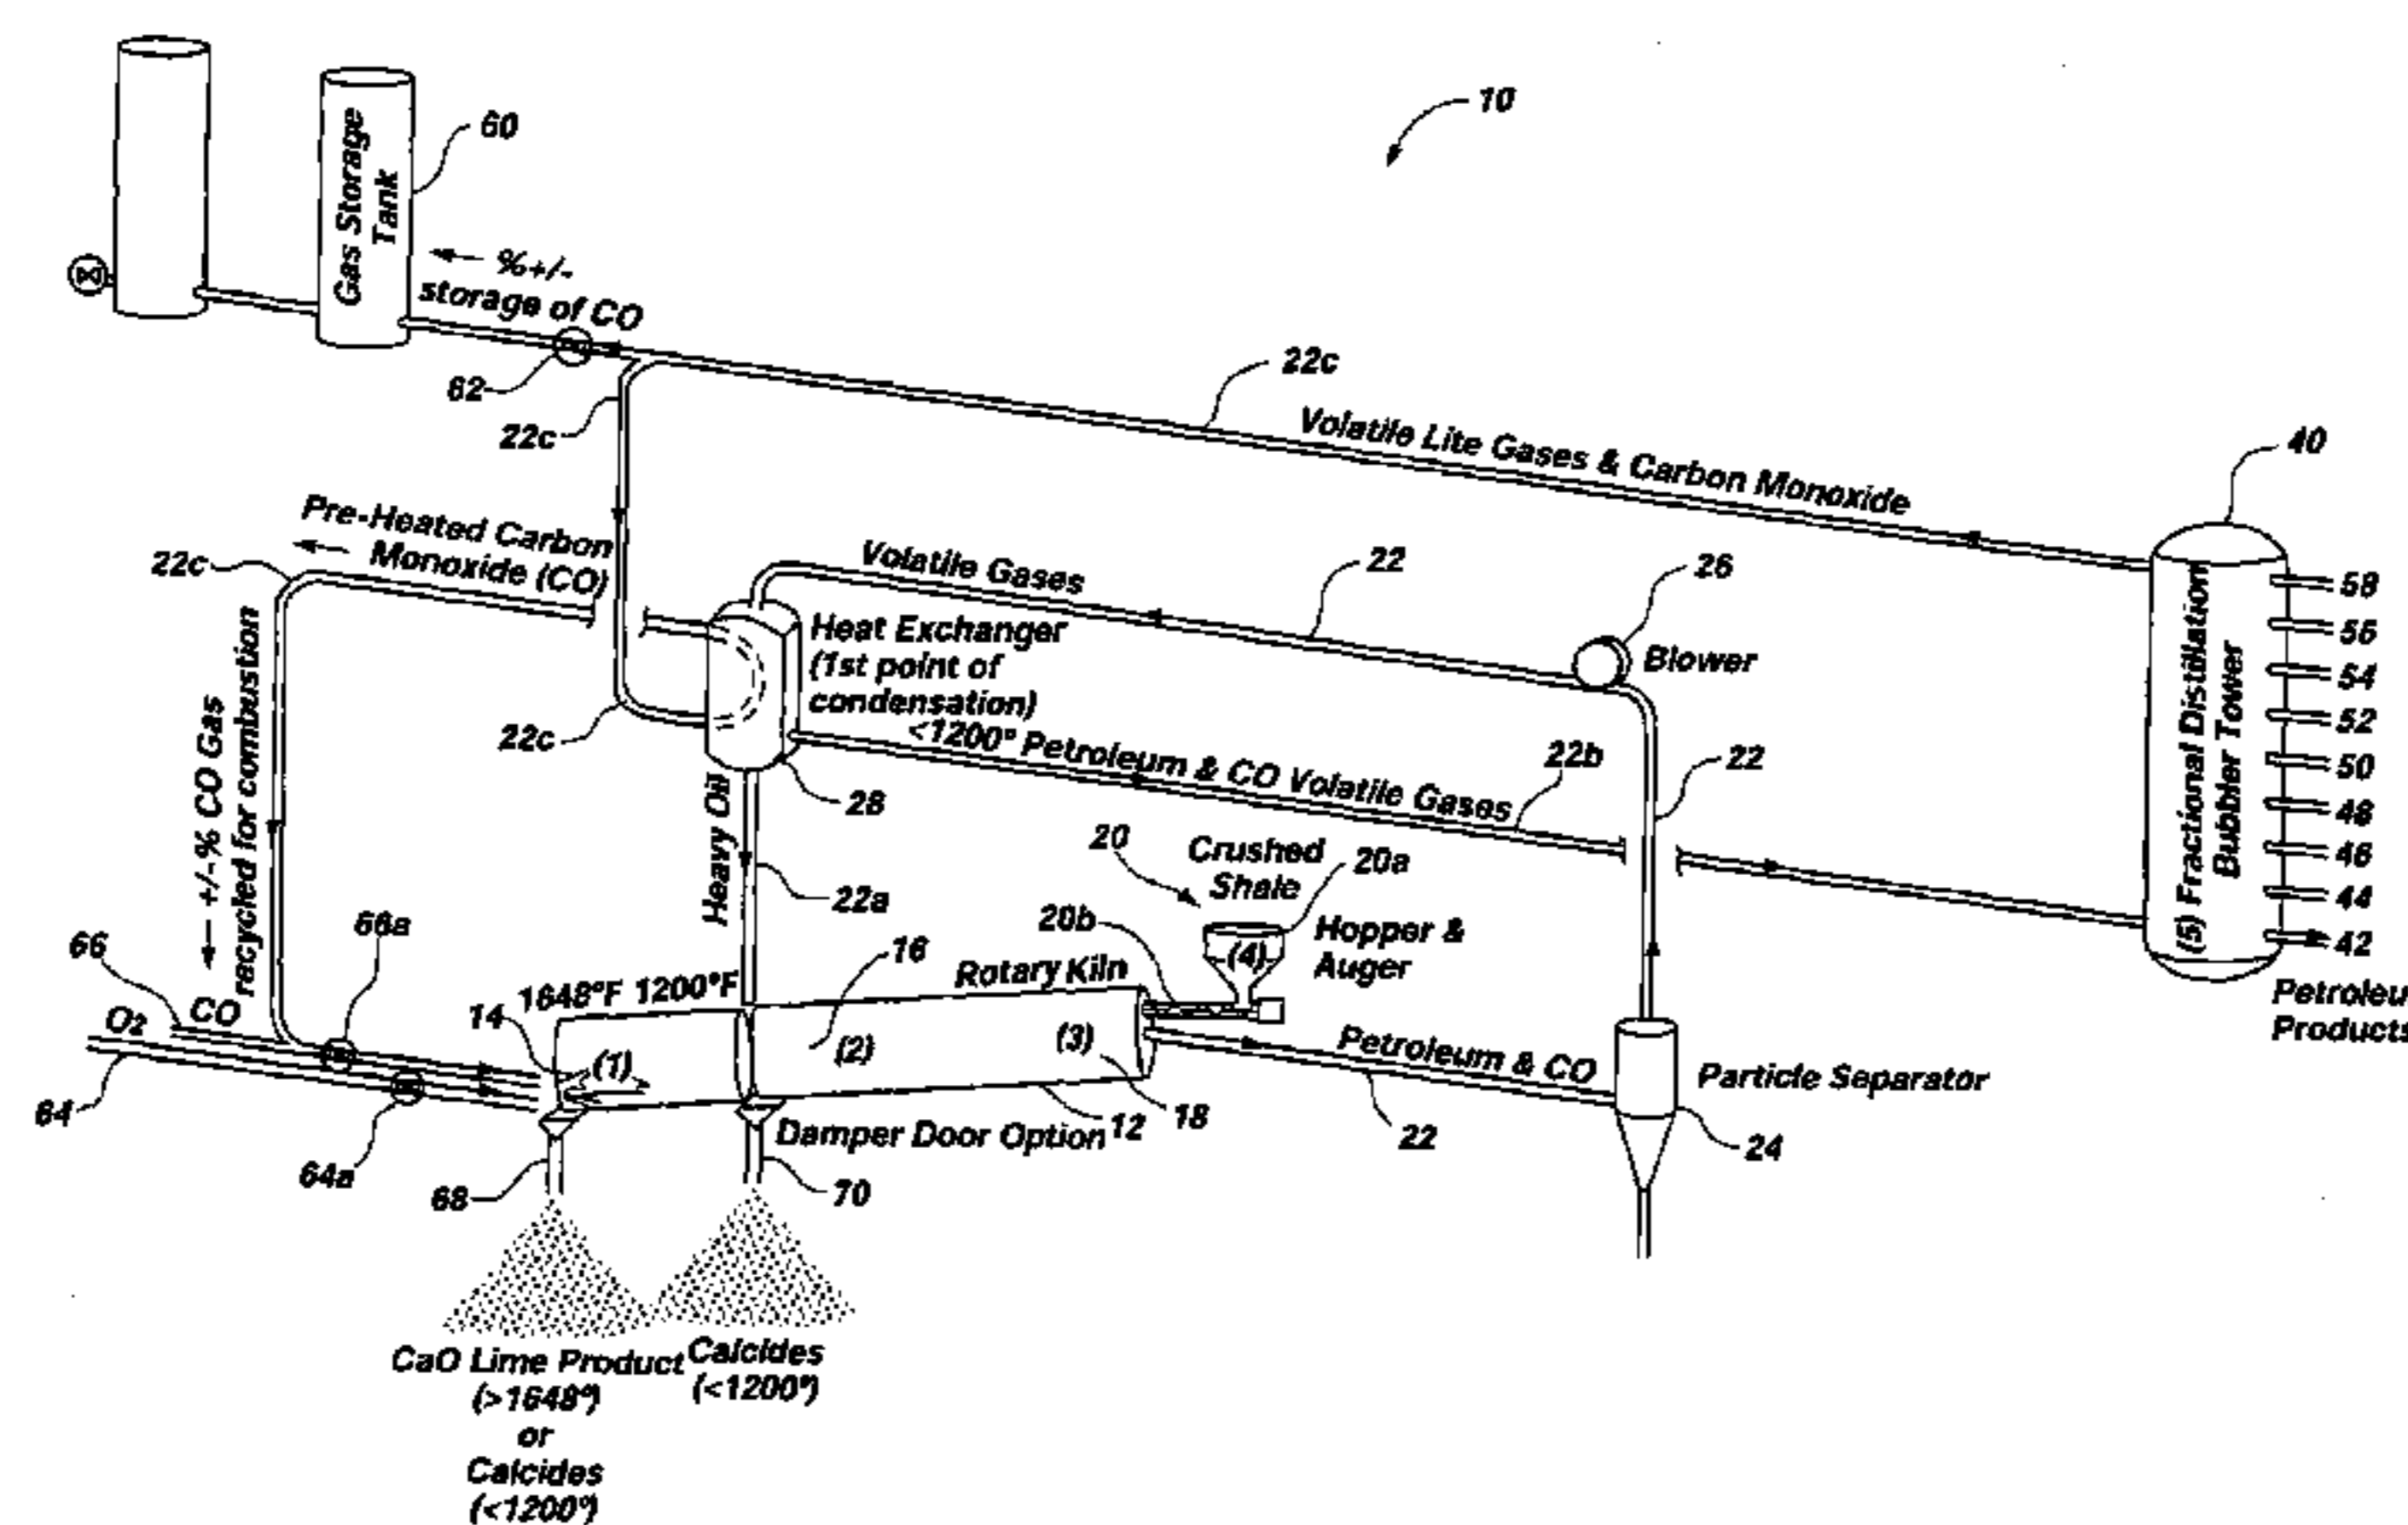 10
60
Gas Storage
Tank
%+/-
storage of CO
62
22c
22c
Volatile Lite Gases & Carbon Monoxide
40
Pre-Heated Carbon
Monoxide (CO)
22c
Volatile Gases
22
26
Blower
Heat Exchanger
(1st point of
condensation)
<1200° Petroleum & CO Volatile Gases
22b
22c
28
22
(5) Fractional Distillation
Bubbler Tower
58
56
54
52
50
48
46
44
42
Petroleu
Products
+/-% CO Gas
recycled for combustion
Heavy Oil
22a
20
Crushed
Shale
20a
20b
(4)
Hopper &
Auger
66
66a
CO
O2
64
64a
14
1648°F 1200°F
16
Rotary Kiln
(1)
(2)
(3)
Petroleum & CO
22
Particle Separator
24
Damper Door Option
12
18
68
70
CaO Lime Product
(>1648°)
or
Calcides
(<1200°)
Calcides
(<1200°)